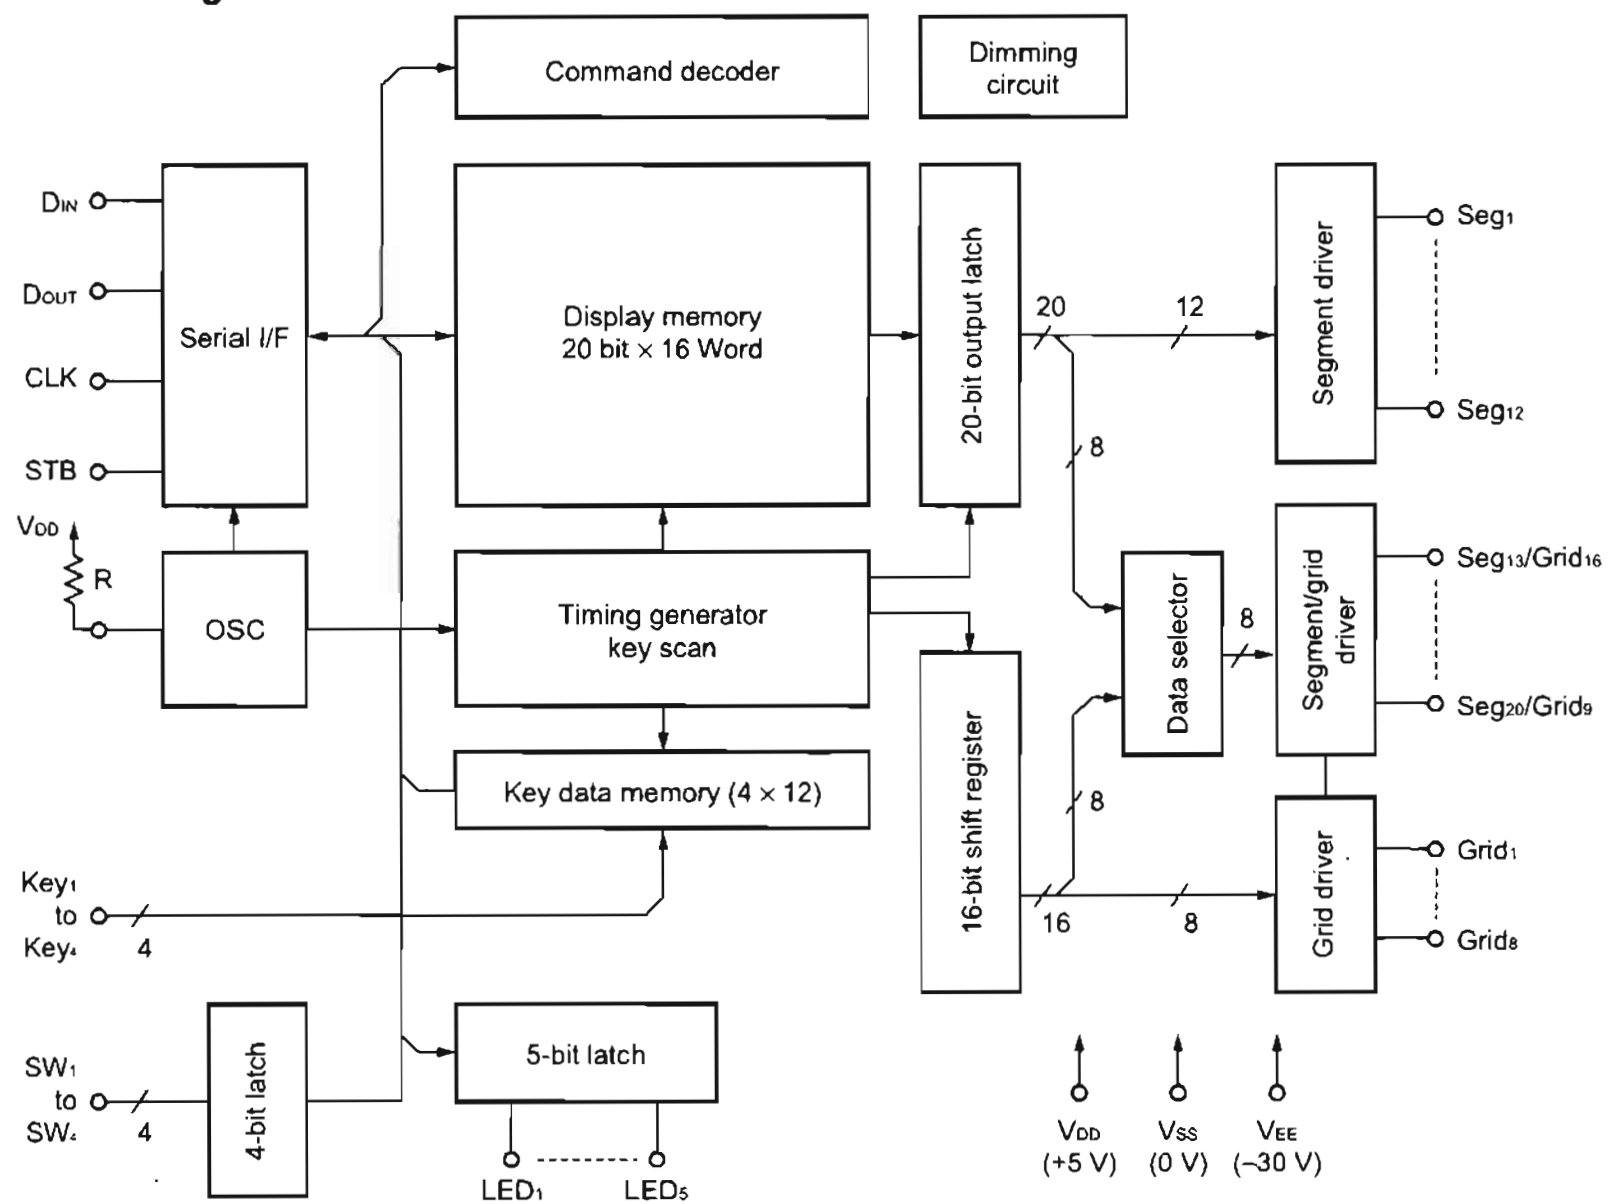 Command decoder
Dimming
circuit
DIN
DOUT
CLK
STB
Serial I/F
Display memory
20 bit × 16 Word
20-bit output latch
20
12
8
Segment driver
Seg1
Seg12
VDD
R
OSC
Timing generator
key scan
Data selector
8
Segment/grid
driver
Seg13/Grid16
Seg20/Grid9
Key data memory (4 × 12)
16-bit shift register
8
16
8
Grid driver
Grid1
Grid8
Key1
to
Key4
4
SW1
to
SW4
4
4-bit latch
5-bit latch
LED1
LED5
VDD
(+5 V)
VSS
(0 V)
VEE
(–30 V)